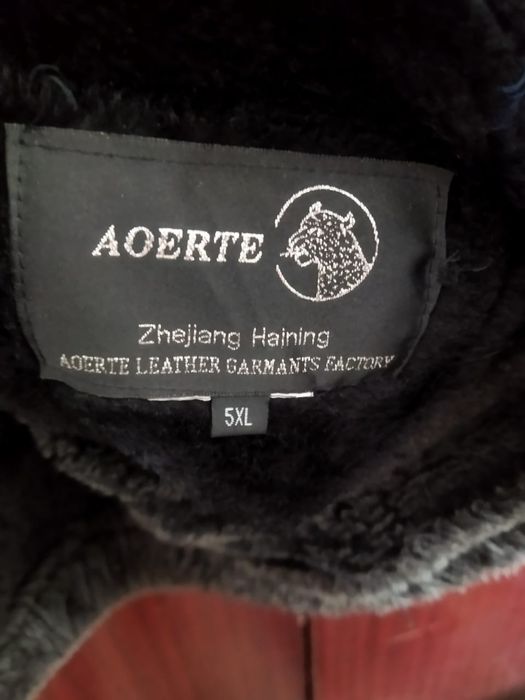 AOERTE
Zhejiang Haining
AOERTE LEATHER GARMANTS FACTORY
5XL